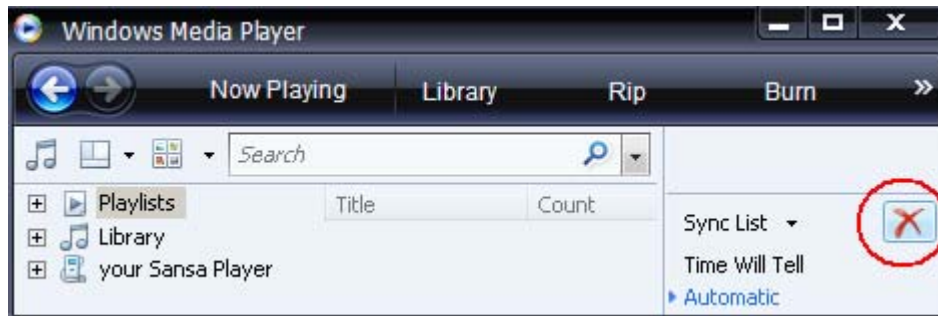 Windows Media Player
Now Playing Library Rip Burn »
Search
Playlists Title Count
Library
your Sansa Player
Sync List
Time Will Tell
Automatic